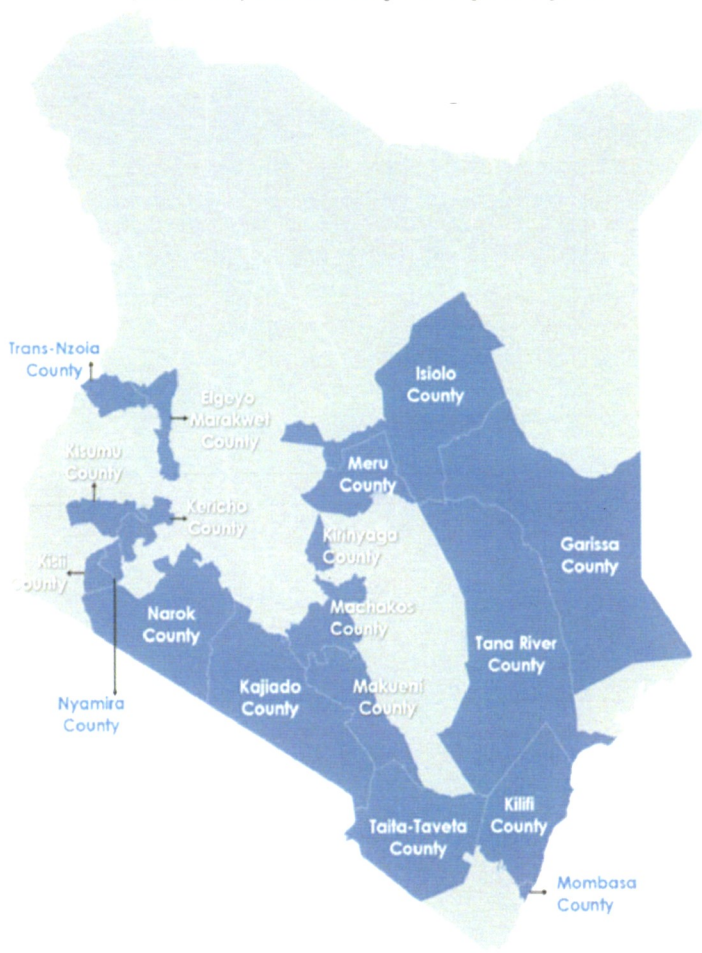 Trans-Nzoia
County
Elgeyo
Marakwet
County
Isiolo
County
Kisumu
County
Meru
County
Kericho
County
Kirinyaga
County
Garissa
County
Kisii
County
Narok
County
Machakos
County
Tana River
County
Nyamira
County
Kajiado
County
Makueni
County
Taita-Taveta
County
Kilifi
County
Mombasa
County